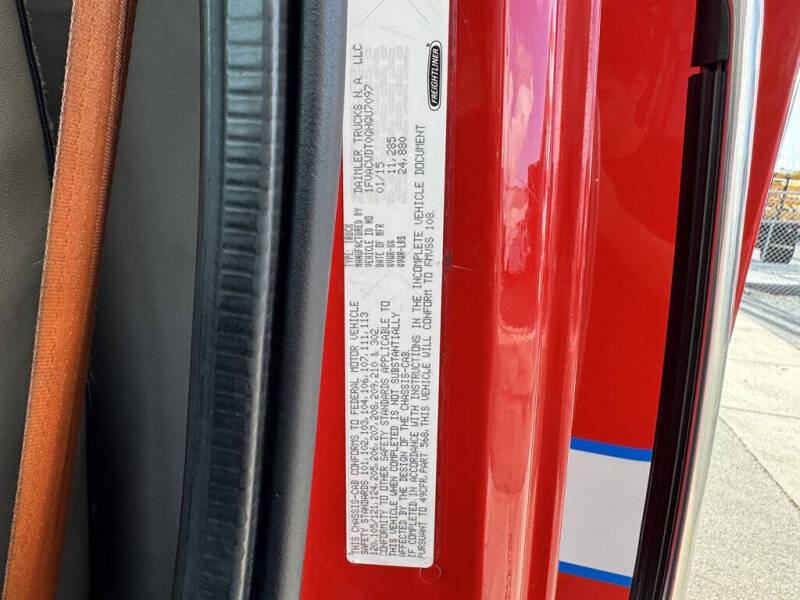 THIS CHASSIS-CAB CONFORMS TO FEDERAL MOTOR VEHICLE
SAFETY STANDARDS 101,102,103,104,106,107,111,113
120,105/121,124,205,206,207,208,209,210 & 302.
CONFORMITY TO OTHER SAFETY STANDARDS APPLICABLE TO
THIS VEHICLE WHEN COMPLETED IS NOT SUBSTANTIALLY
AFFECTED BY THE DESIGN OF THE CHASSIS-CAB.
IF COMPLETED IN ACCORDANCE WITH INSTRUCTIONS IN THE INCOMPLETE VEHICLE DOCUMENT
PURSUANT TO 49CFR,PART 568,THIS VEHICLE WILL CONFORM TO FMVSS 108.
TYPE: TRUCK
MANUFACTURED BY DAIMLER TRUCKS N.A. LLC
VEHICLE ID NO 1FVACWDT0GHGU7097
DATE OF MFR 01/15
GVWR-KG 11,285
GVWR-LBS 24,880
FREIGHTLINER